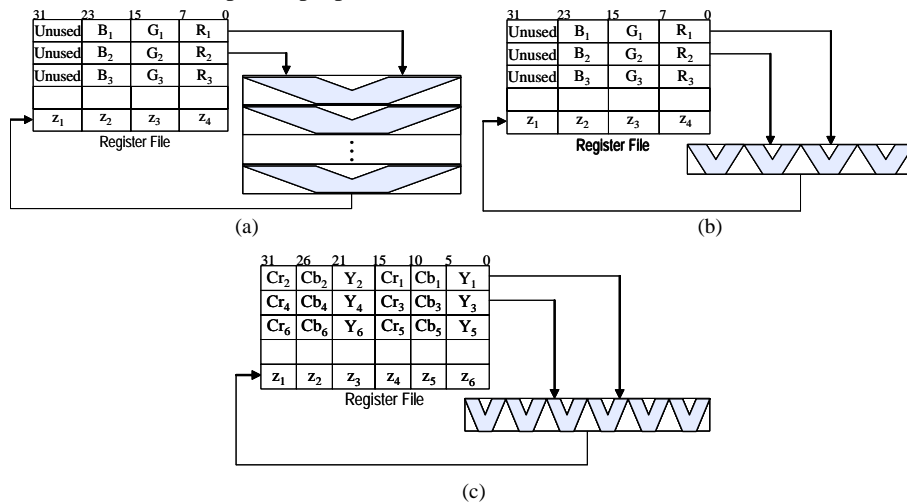 31 23 15 7 0
Unused B1 G1 R1
Unused B2 G2 R2
Unused B3 G3 R3
z1 z2 z3 z4
Register File
(a)
31 23 15 7 0
Unused B1 G1 R1
Unused B2 G2 R2
Unused B3 G3 R3
z1 z2 z3 z4
Register File
(b)
31 26 21 15 10 5 0
Cr2 Cb2 Y2 Cr1 Cb1 Y1
Cr4 Cb4 Y4 Cr3 Cb3 Y3
Cr6 Cb6 Y6 Cr5 Cb5 Y5
z1 z2 z3 z4 z5 z6
Register File
(c)